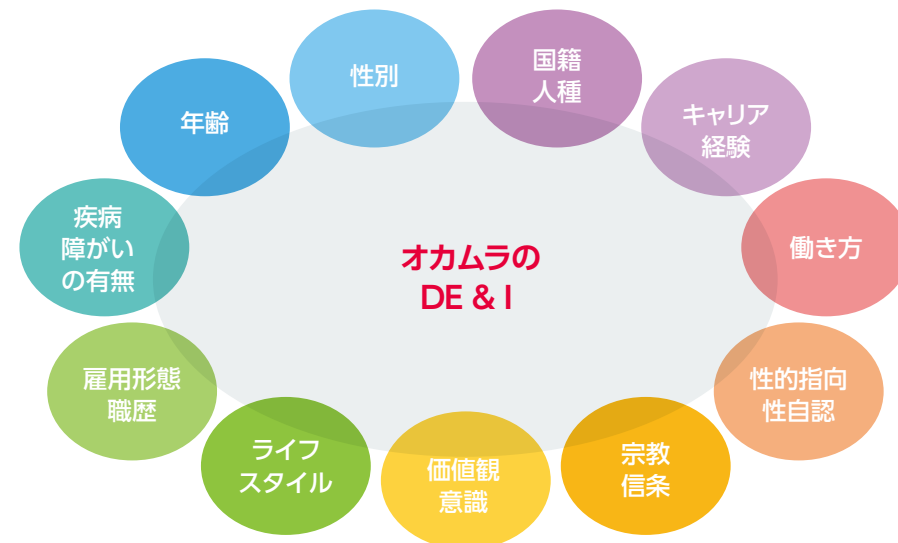 性別
国籍
人種
年齢
キャリア
経験
疾病
障がい
の有無
オカムラの
DE & I
働き方
雇用形態
職歴
性的指向
性自認
ライフ
スタイル
価値観
意識
宗教
信条